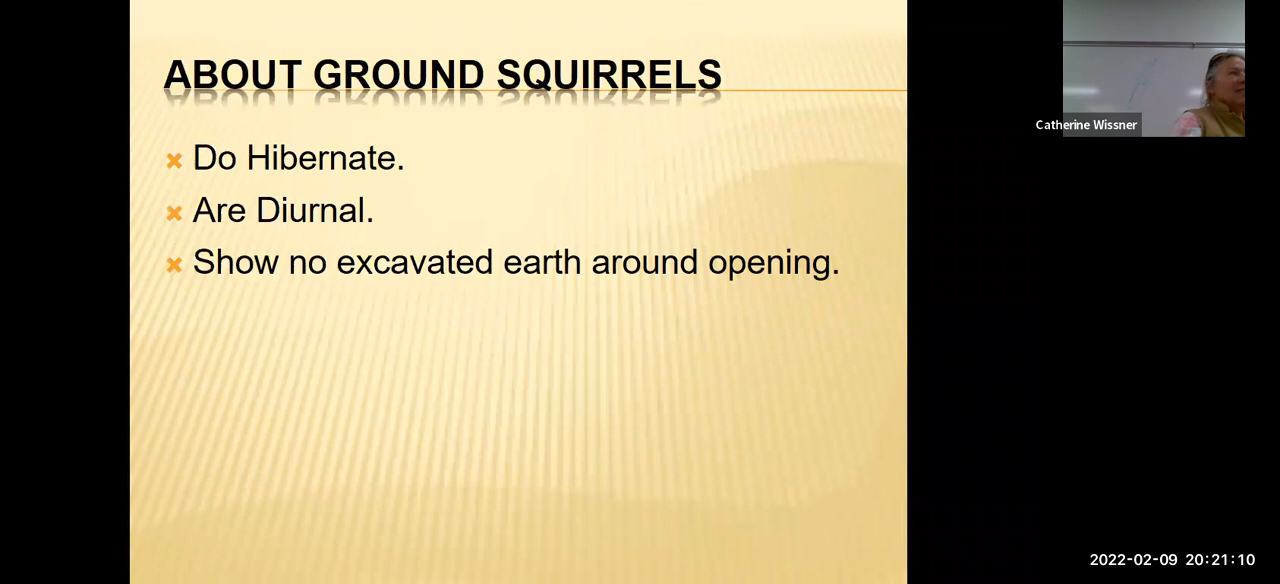 ABOUT GROUND SQUIRRELS
Do Hibernate.
Are Diurnal.
Show no excavated earth around opening.
Catherine Wissner
2022-02-09 20:21:10